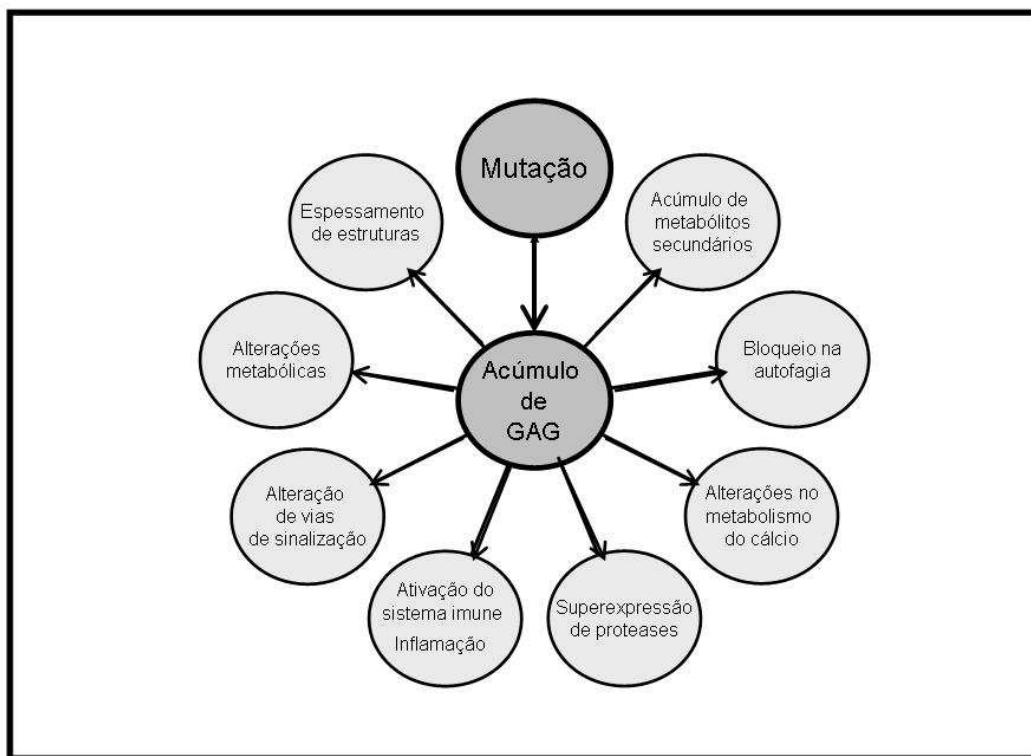 Mutação
Espessamento
de estruturas
Acúmulo de
metabólitos
secundários
Alterações
metabólicas
Acúmulo
de
GAG
Bloqueio na
autofagia
Alteração
de vias
de sinalização
Alterações no
metabolismo
do cálcio
Ativação do
sistema imune
Inflamação
Superexpressão
de proteases